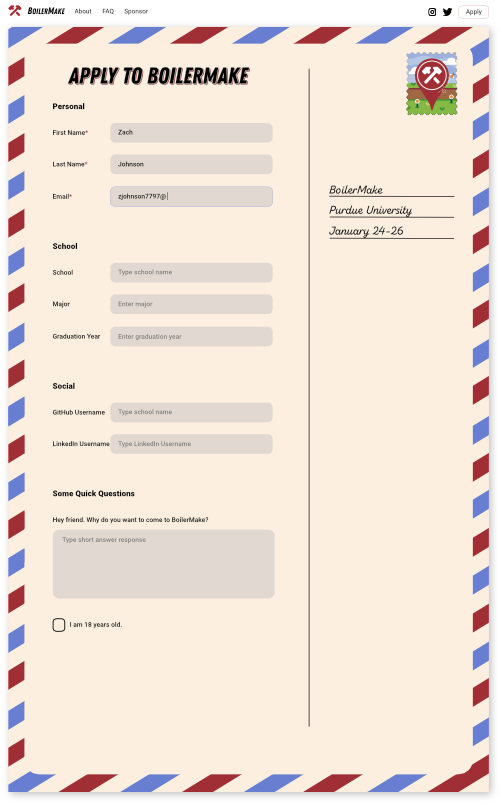 BOILERMAKE About FAQ Sponsor Apply
APPLY TO BOILERMAKE
Personal
First Name* Zach
Last Name* Johnson
Email* zjohnson7797@
School
School Type school name
Major Enter major
Graduation Year Enter graduation year
Social
GitHub Username Type school name
LinkedIn Username Type LinkedIn Username
Some Quick Questions
Hey friend. Why do you want to come to BoilerMake?
Type short answer response
I am 18 years old.
BoilerMake
Purdue University
January 24-26